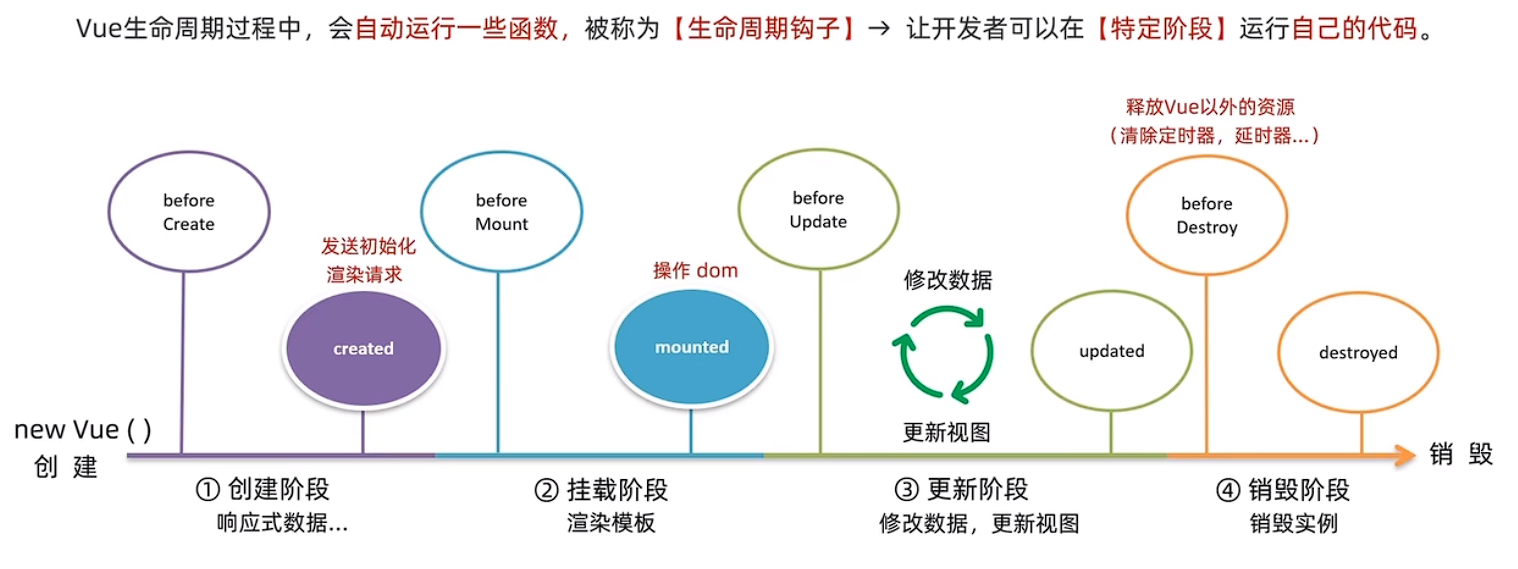 Vue生命周期过程中，会自动运行一些函数，被称为【生命周期钩子】→ 让开发者可以在【特定阶段】运行自己的代码。
释放Vue以外的资源
（清除定时器，延时器...）
before
Create
before
Mount
before
Update
before
Destroy
发送初始化
渲染请求
操作 dom
修改数据
created
mounted
updated
destroyed
更新视图
new Vue ( )
创 建
销 毁
① 创建阶段
响应式数据...
② 挂载阶段
渲染模板
③ 更新阶段
修改数据，更新视图
④ 销毁阶段
销毁实例